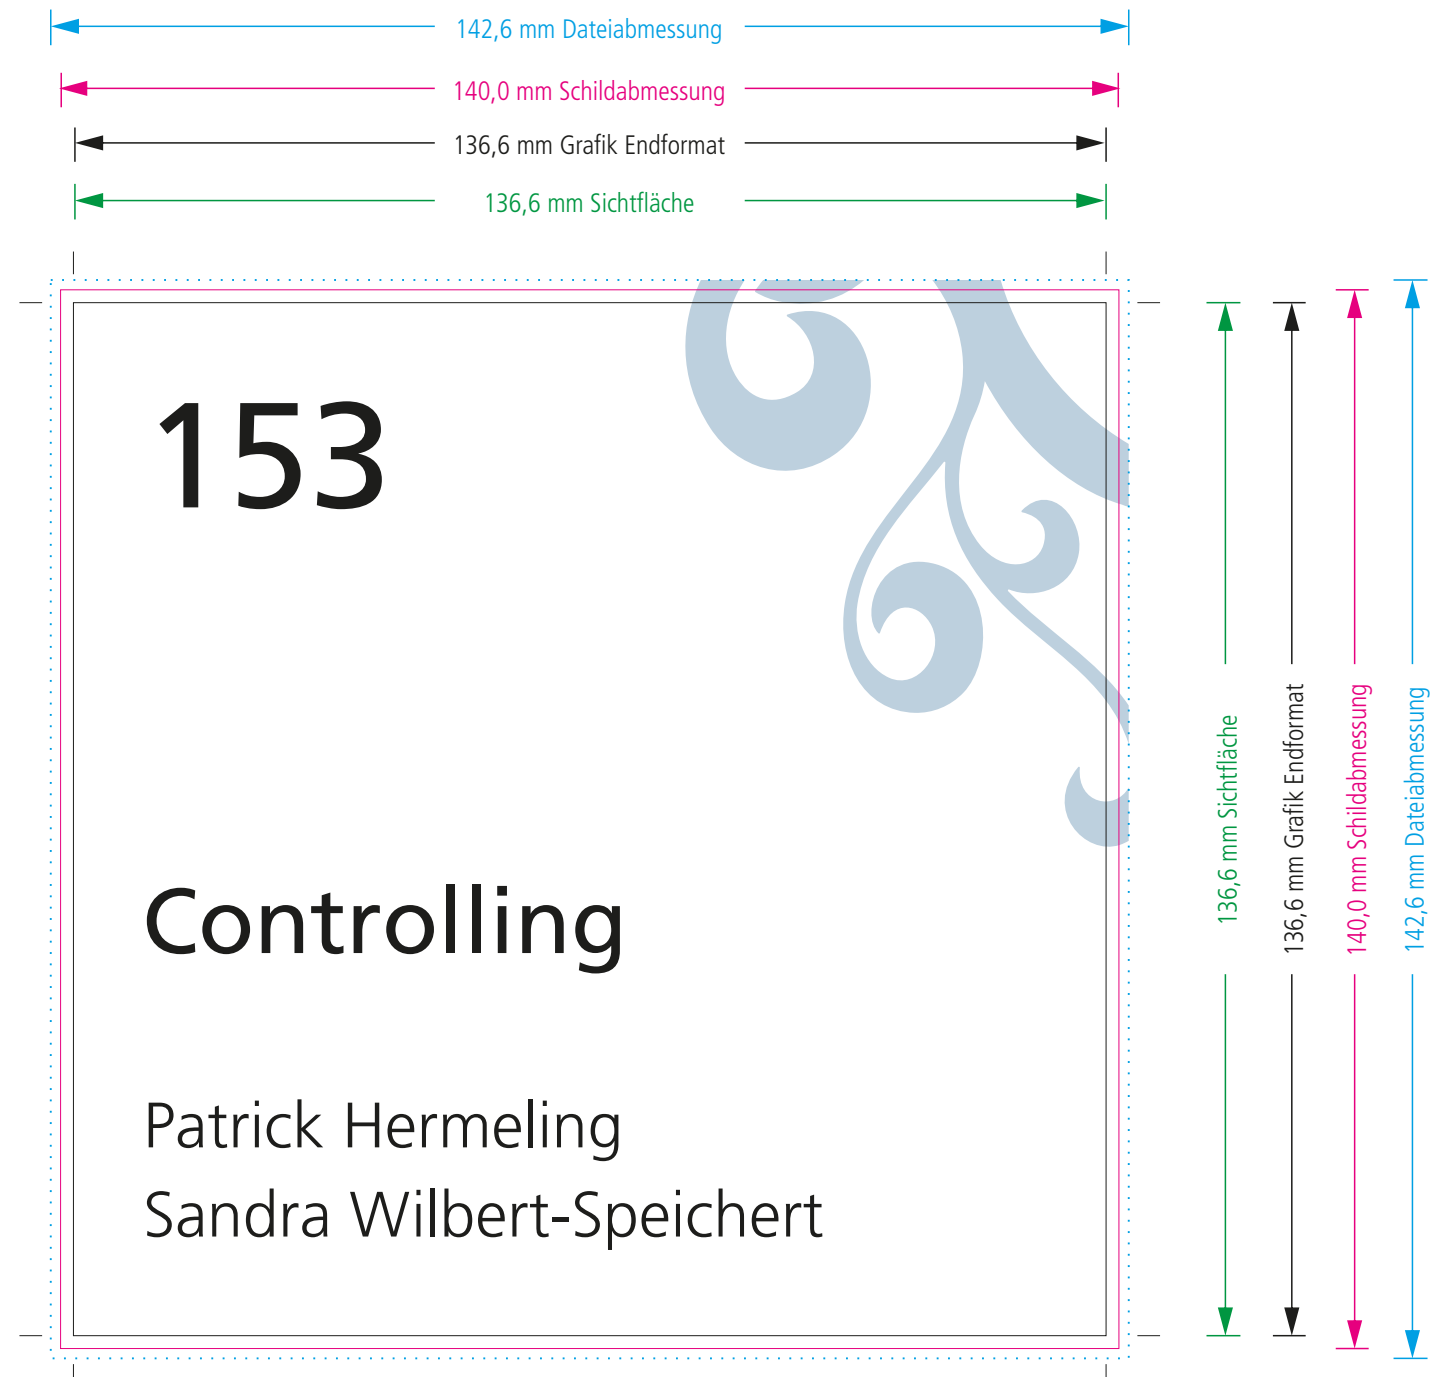 142,6 mm Dateiabmessung
140,0 mm Schildabmessung
136,6 mm Grafik Endformat
136,6 mm Sichtfläche
153
Controlling
Patrick Hermeling
Sandra Wilbert-Speichert
136,6 mm Sichtfläche
136,6 mm Grafik Endformat
140,0 mm Schildabmessung
142,6 mm Dateiabmessung